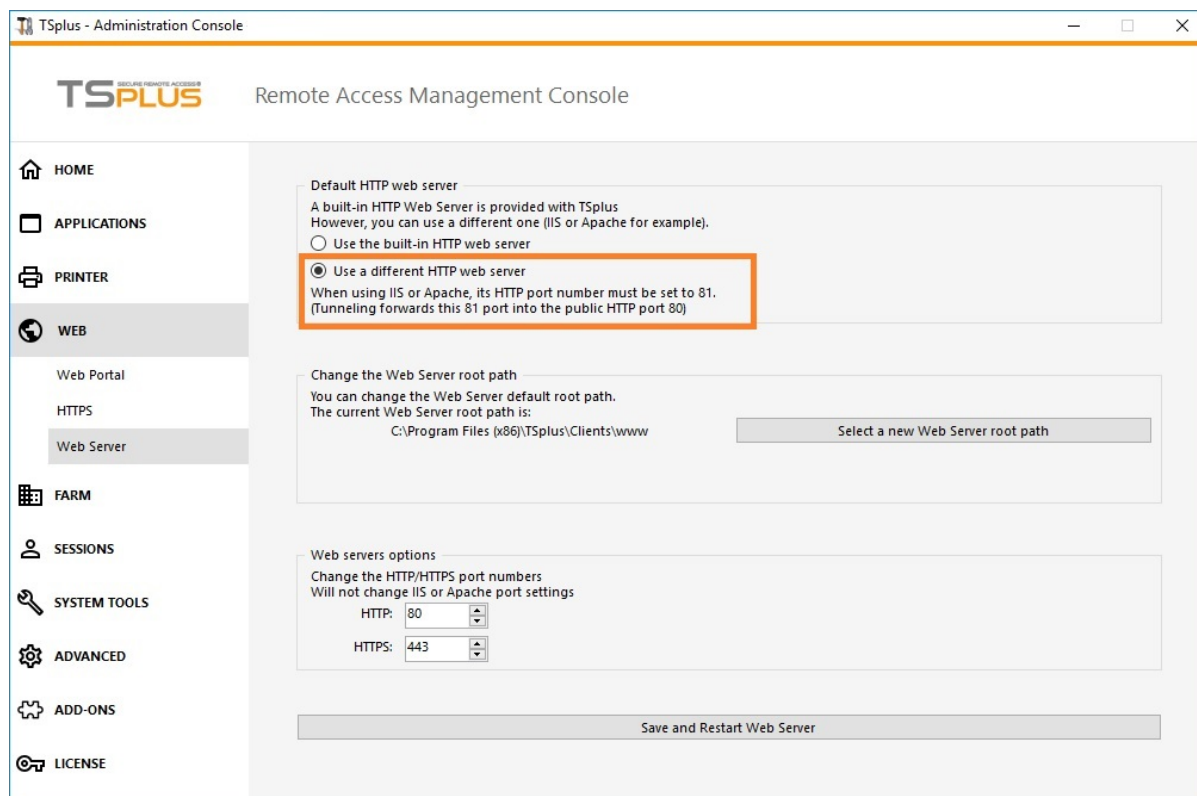 TSplus - Administration Console
TSPLUS
SECURE REMOTE ACCESS®
Remote Access Management Console
HOME
APPLICATIONS
PRINTER
WEB
Web Portal
HTTPS
Web Server
FARM
SESSIONS
SYSTEM TOOLS
ADVANCED
ADD-ONS
LICENSE
Default HTTP web server
A built-in HTTP Web Server is provided with TSplus
However, you can use a different one (IIS or Apache for example).
Use the built-in HTTP web server
Use a different HTTP web server
When using IIS or Apache, its HTTP port number must be set to 81.
(Tunneling forwards this 81 port into the public HTTP port 80)
Change the Web Server root path
You can change the Web Server default root path.
The current Web Server root path is:
C:\Program Files (x86)\TSplus\Clients\www
Select a new Web Server root path
Web servers options
Change the HTTP/HTTPS port numbers
Will not change IIS or Apache port settings
HTTP: 80
HTTPS: 443
Save and Restart Web Server